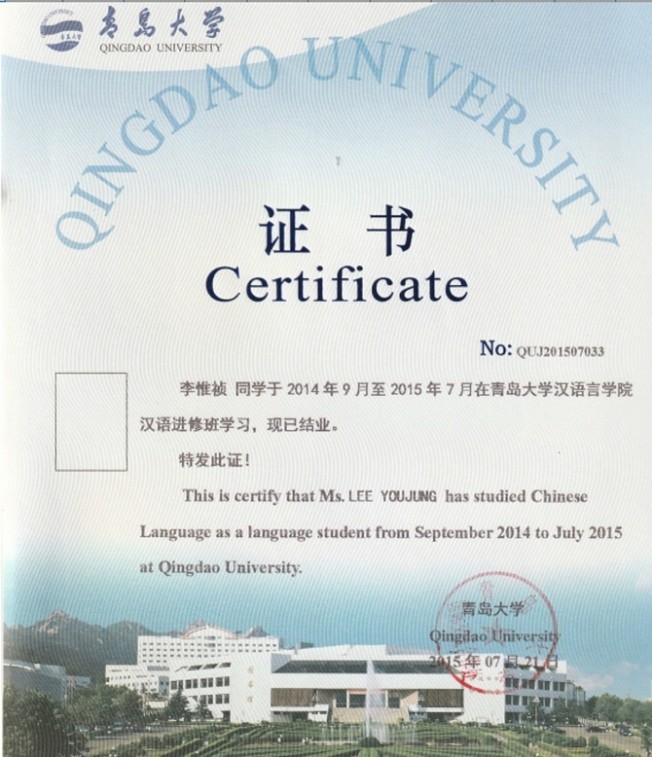 青岛大学
QINGDAO UNIVERSITY
QINGDAO UNIVERSITY
证 书
Certificate
No: QUJ201507033
李惟祯 同学于 2014 年 9 月至 2015 年 7 月在青岛大学汉语言学院
汉语进修班学习，现已结业。
特发此证！
This is certify that Ms. LEE YOUJUNG has studied Chinese
Language as a language student from September 2014 to July 2015
at Qingdao University.
青岛大学
Qingdao University
2015 年 07 月 21 日